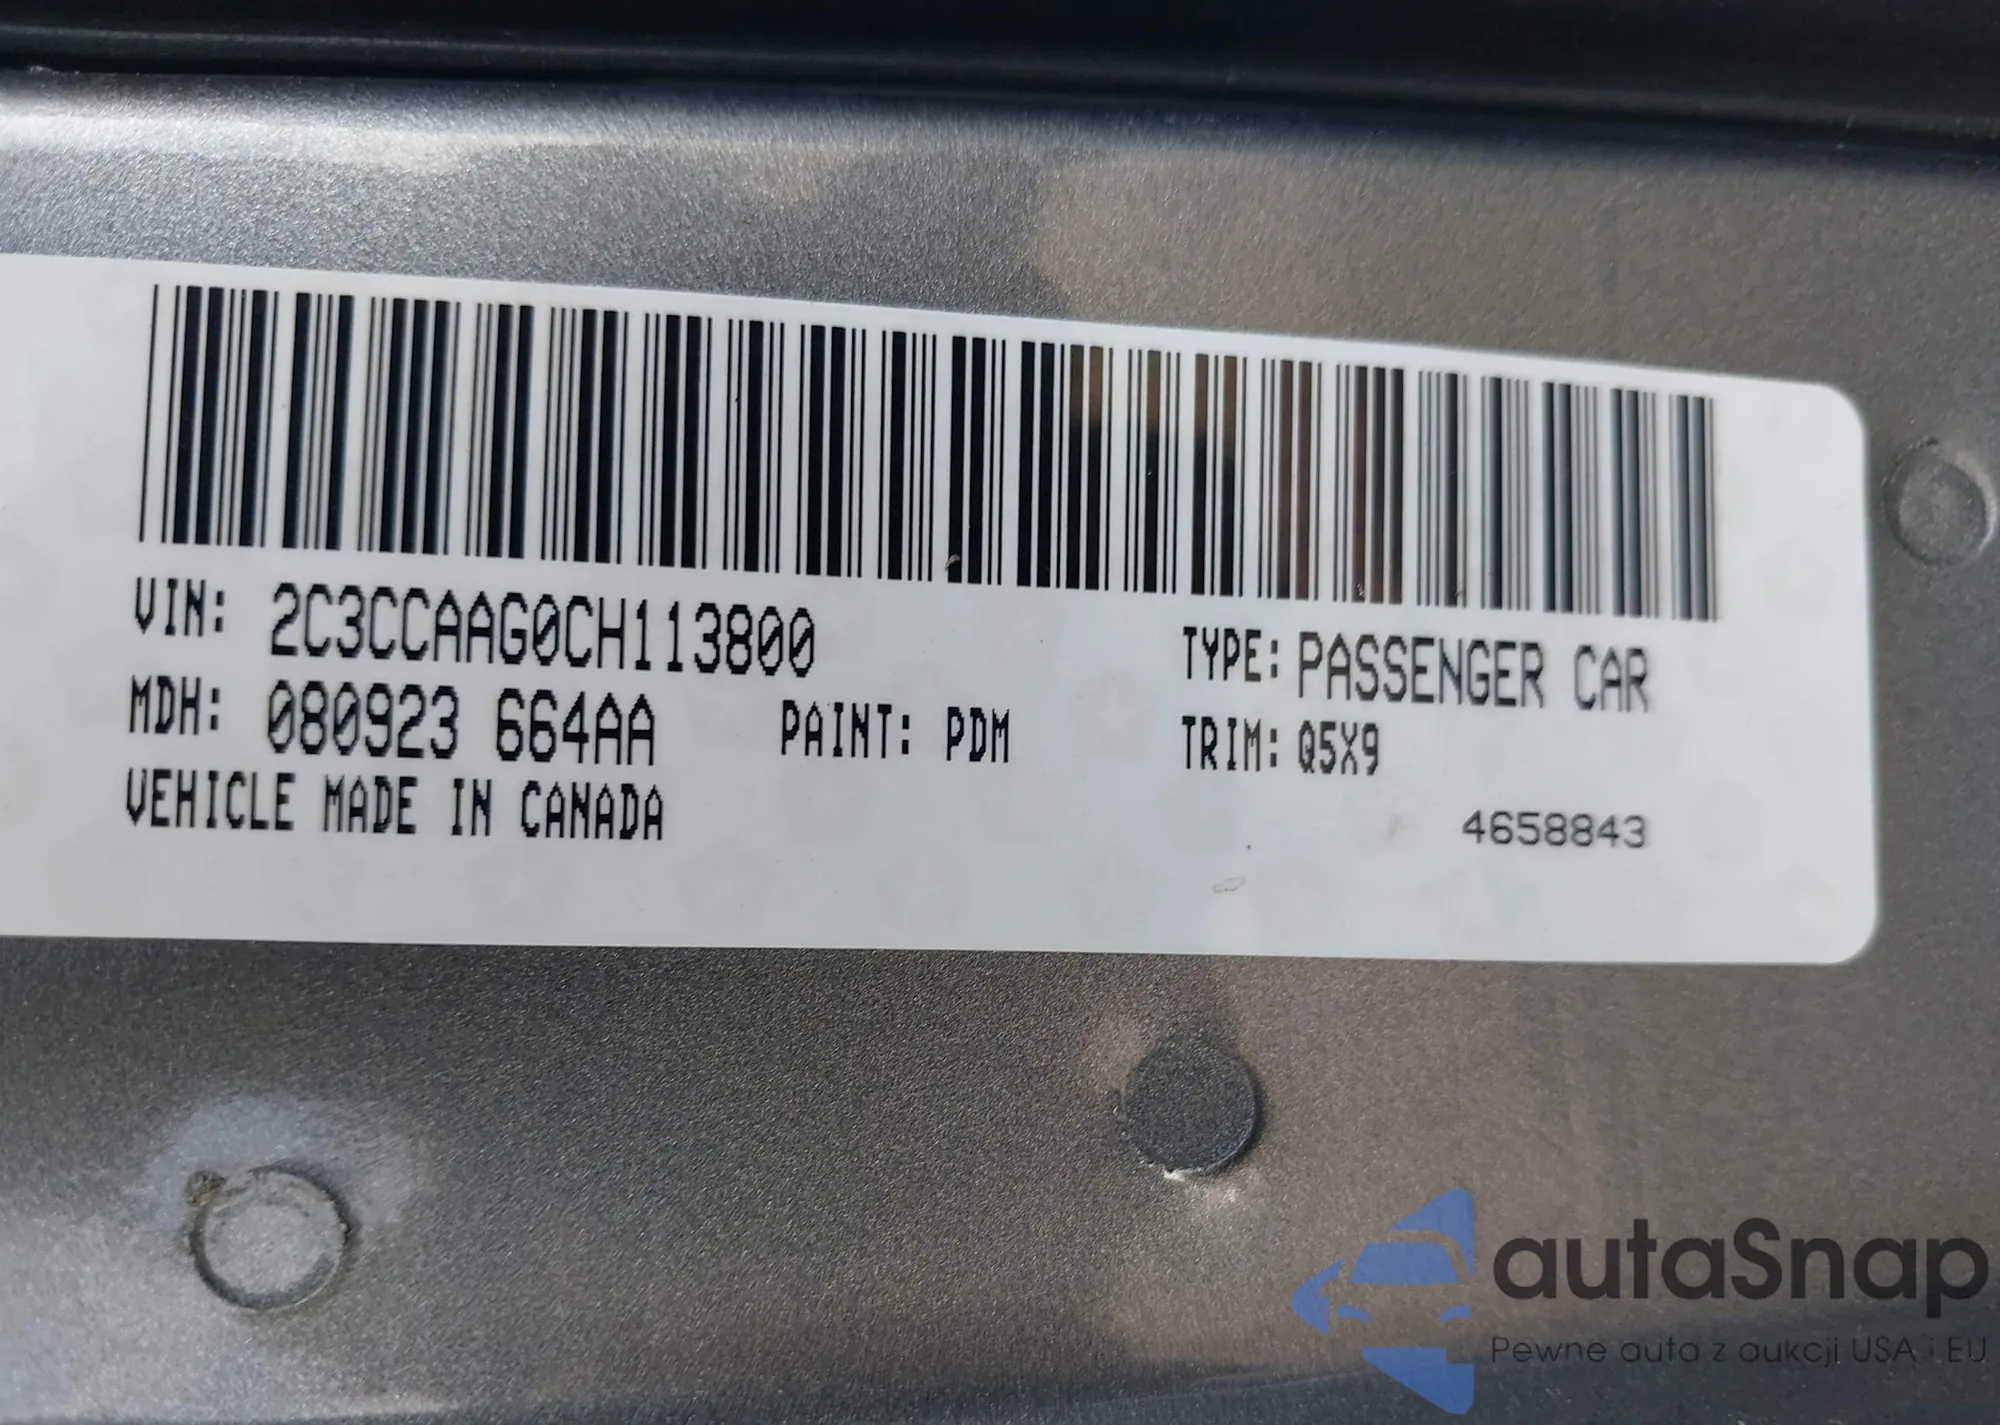 VIN: 2C3CCAAG0CH113800
TYPE: PASSENGER CAR
MDH: 080923 664AA PAINT: PDM TRIM: Q5X9
VEHICLE MADE IN CANADA
4658843
autaSnap
Pewne auta z aukcji USA i EU